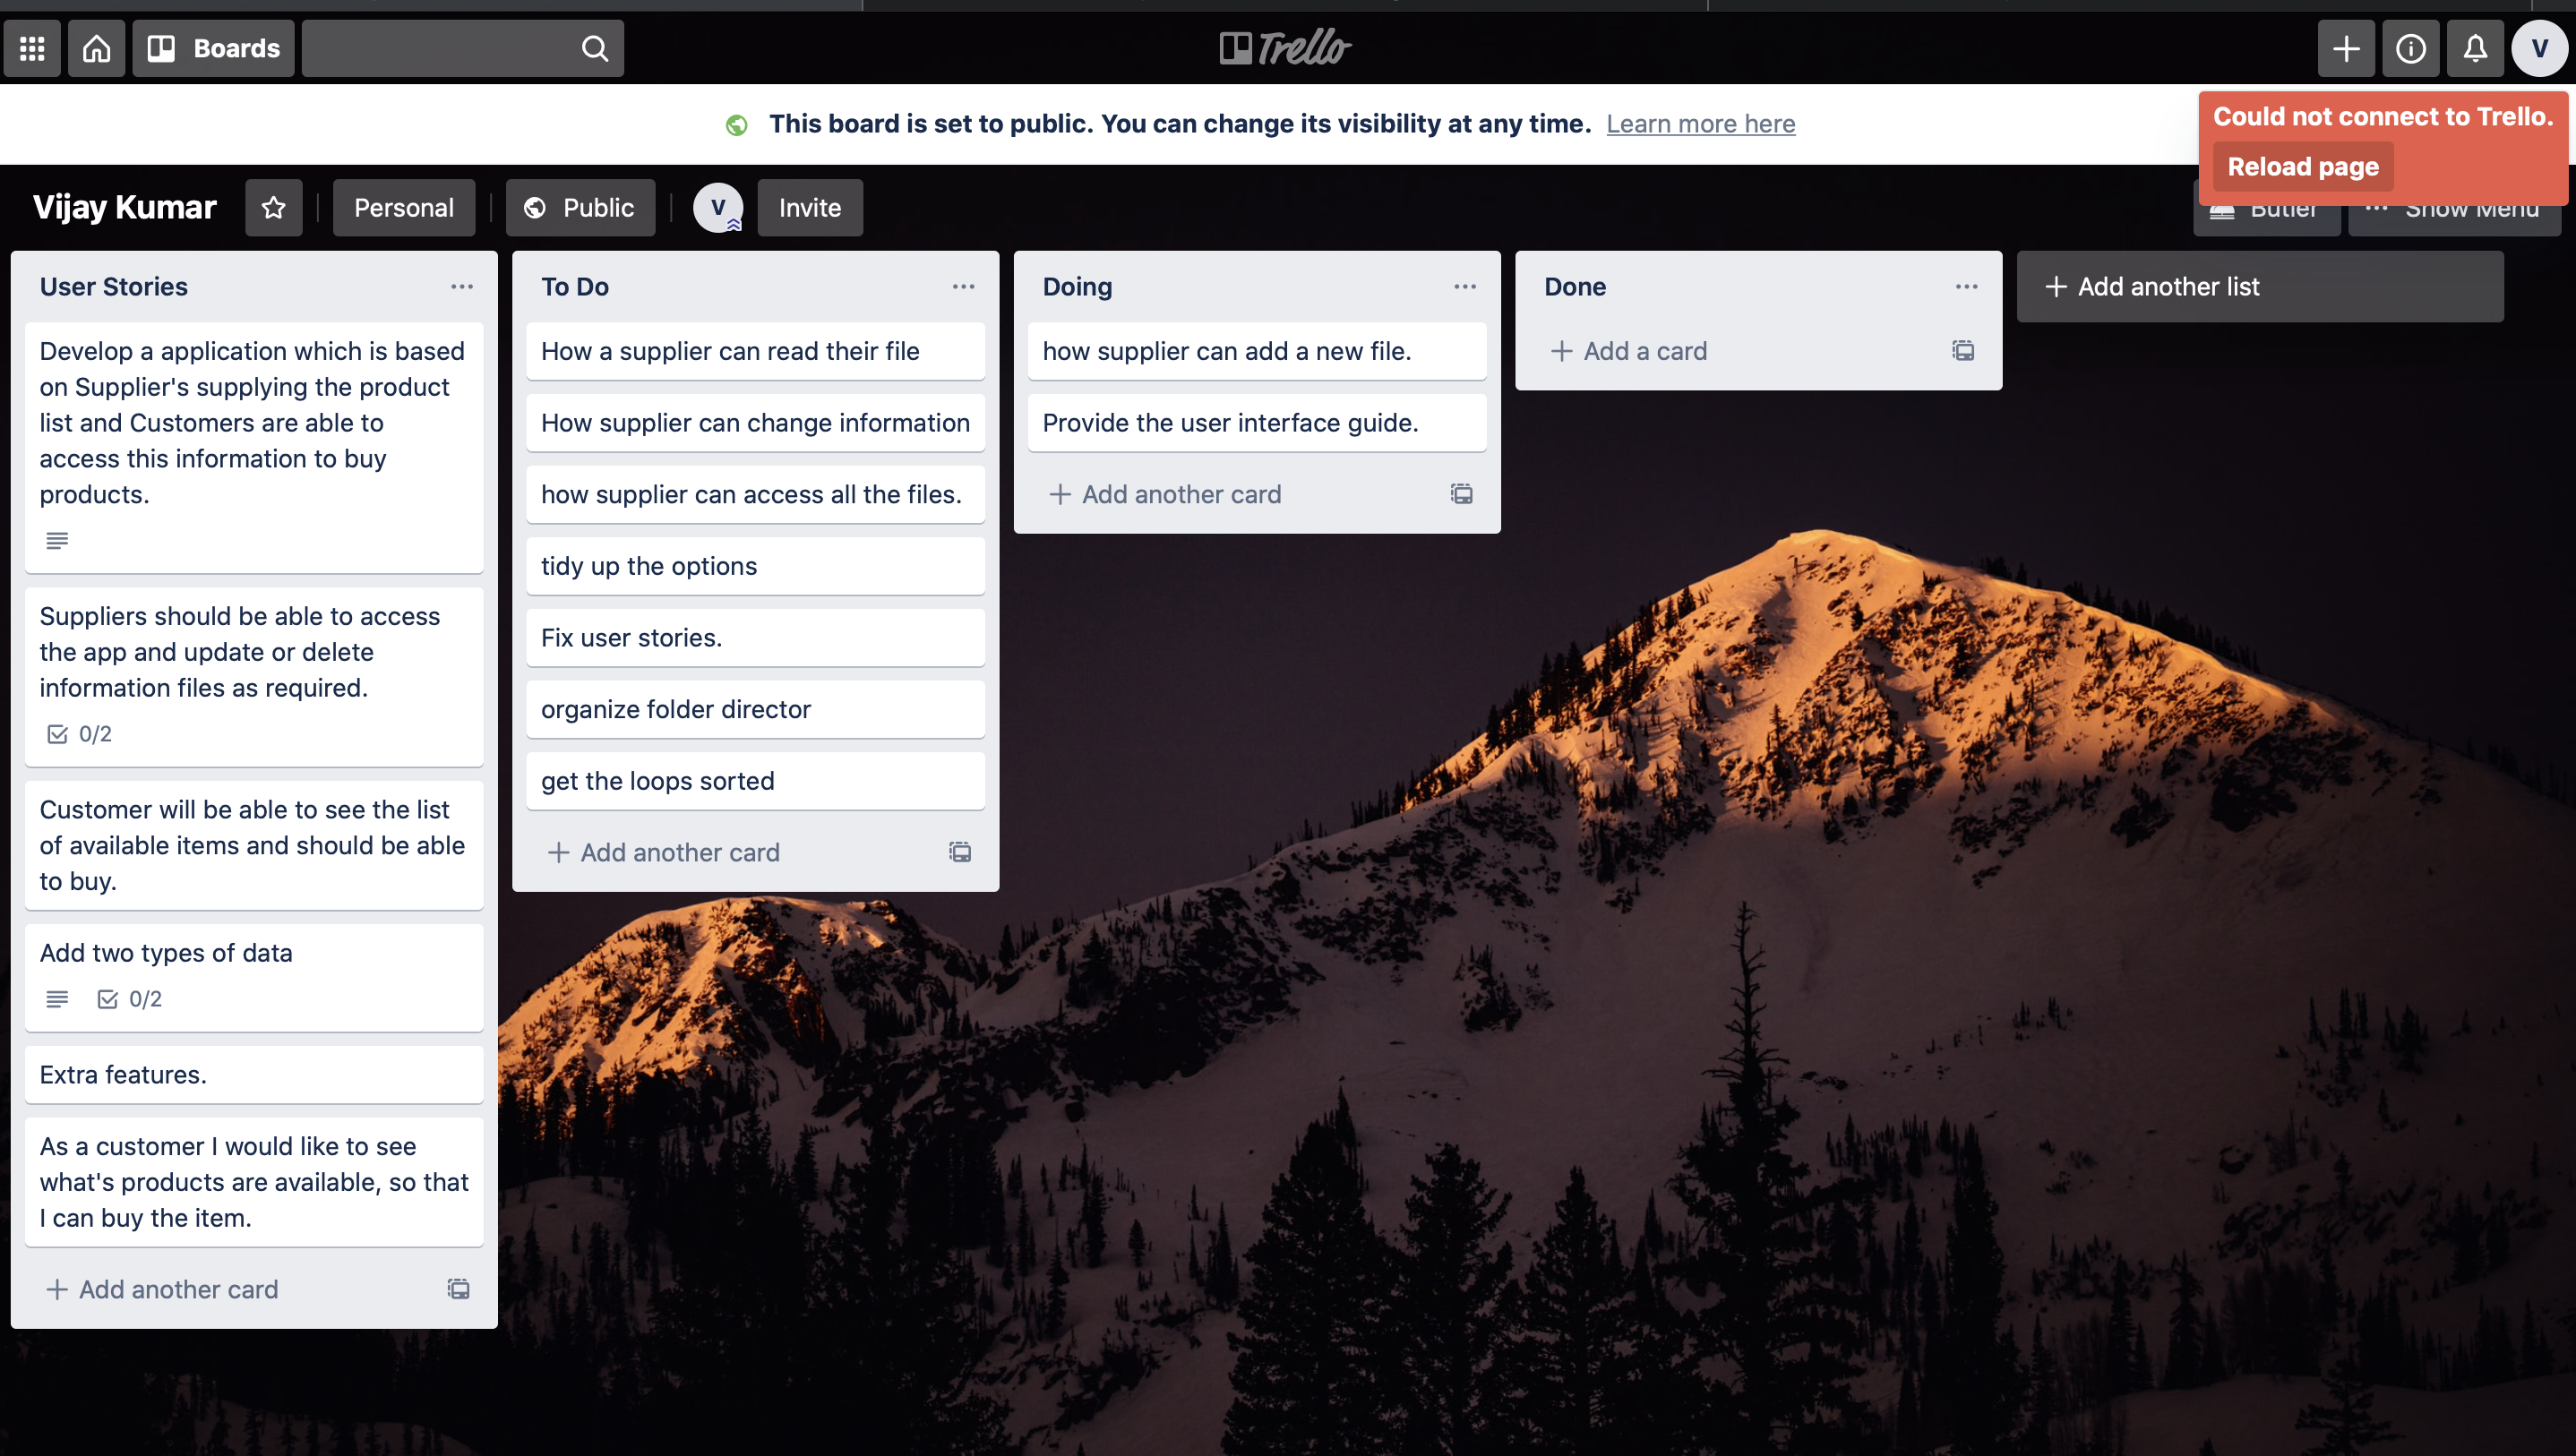 Boards
Trello
V
This board is set to public. You can change its visibility at any time. Learn more here
Could not connect to Trello.
Reload page
Vijay Kumar
Personal
Public
V
Invite
Butler
Show Menu
User Stories
Develop a application which is based
on Supplier's supplying the product
list and Customers are able to
access this information to buy
products.
Suppliers should be able to access
the app and update or delete
information files as required.
0/2
Customer will be able to see the list
of available items and should be able
to buy.
Add two types of data
0/2
Extra features.
As a customer I would like to see
what's products are available, so that
I can buy the item.
Add another card
To Do
How a supplier can read their file
How supplier can change information
how supplier can access all the files.
tidy up the options
Fix user stories.
organize folder director
get the loops sorted
Add another card
Doing
how supplier can add a new file.
Provide the user interface guide.
Add another card
Done
Add a card
Add another list